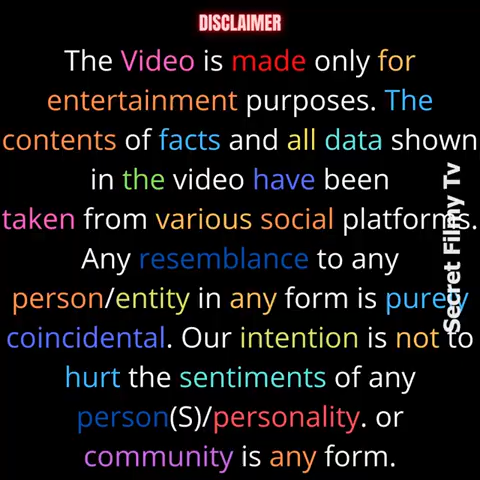 DISCLAIMER
The Video is made only for
entertainment purposes. The
contents of facts and all data shown
in the video have been
taken from various social platforms.
Any resemblance to any
person/entity in any form is purely
coincidental. Our intention is not to
hurt the sentiments of any
person(S)/personality. or
community is any form.
Secret Filmy Tv